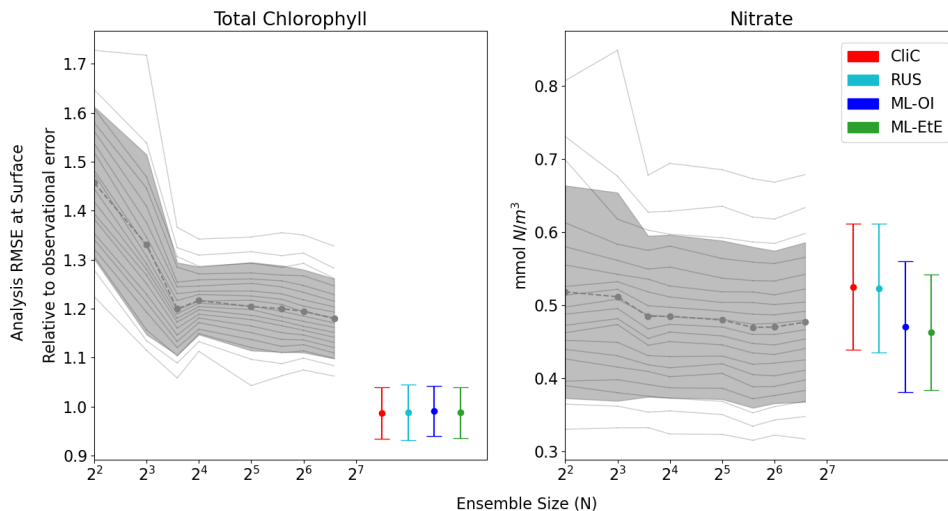 Total Chlorophyll
Analysis RMSE at Surface
Relative to observational error
1.7
1.6
1.5
1.4
1.3
1.2
1.1
1.0
0.9
2² 2³ 2⁴ 2⁵ 2⁶ 2⁷
Nitrate
mmol N/m³
0.8
0.7
0.6
0.5
0.4
0.3
2² 2³ 2⁴ 2⁵ 2⁶ 2⁷
CliC
RUS
ML-OI
ML-EtE
Ensemble Size (N)